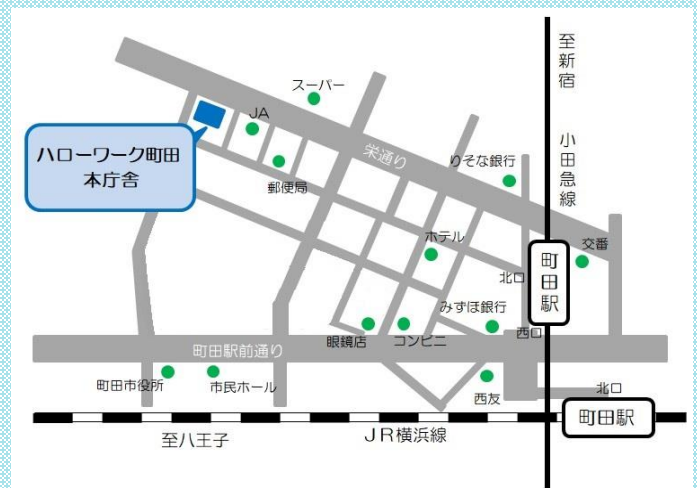 至新宿
小田急線
スーパー
JA
ハローワーク町田
本庁舎
栄通り
りそな銀行
郵便局
ホテル
交番
北口
町田駅
みずほ銀行
西口
眼鏡店
コンビニ
町田駅前通り
町田市役所
市民ホール
西友
北口
町田駅
至八王子
JR横浜線